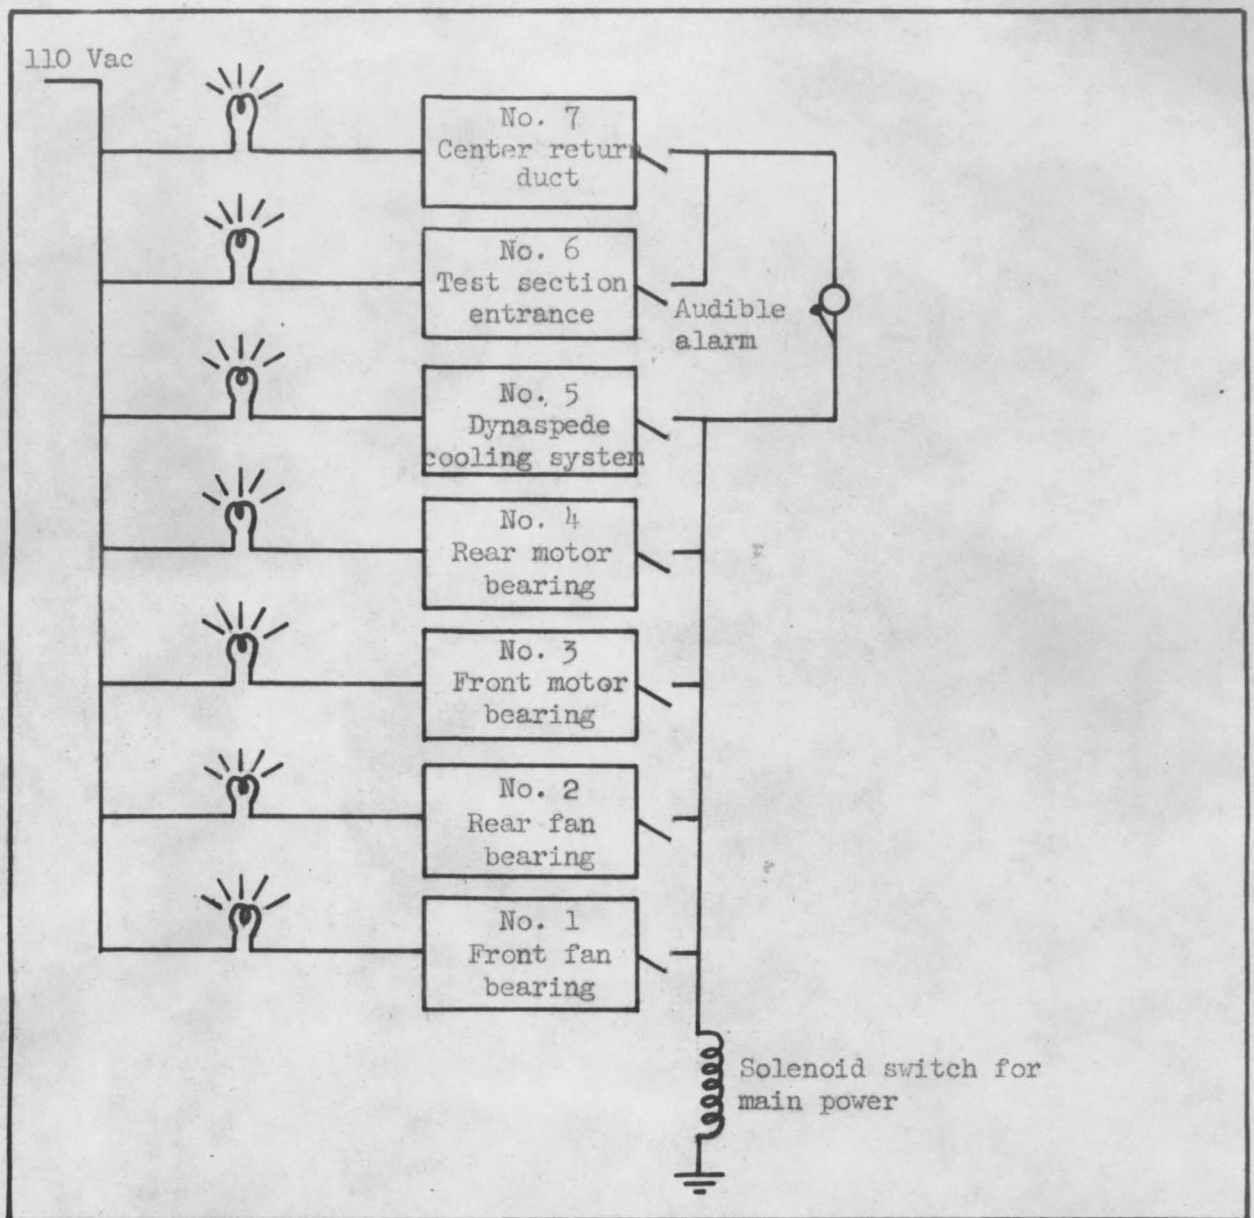 110 Vac
No. 7
Center return
duct
No. 6
Test section
entrance
Audible
alarm
No. 5
Dynaspede
cooling system
No. 4
Rear motor
bearing
No. 3
Front motor
bearing
No. 2
Rear fan
bearing
No. 1
Front fan
bearing
Solenoid switch for
main power